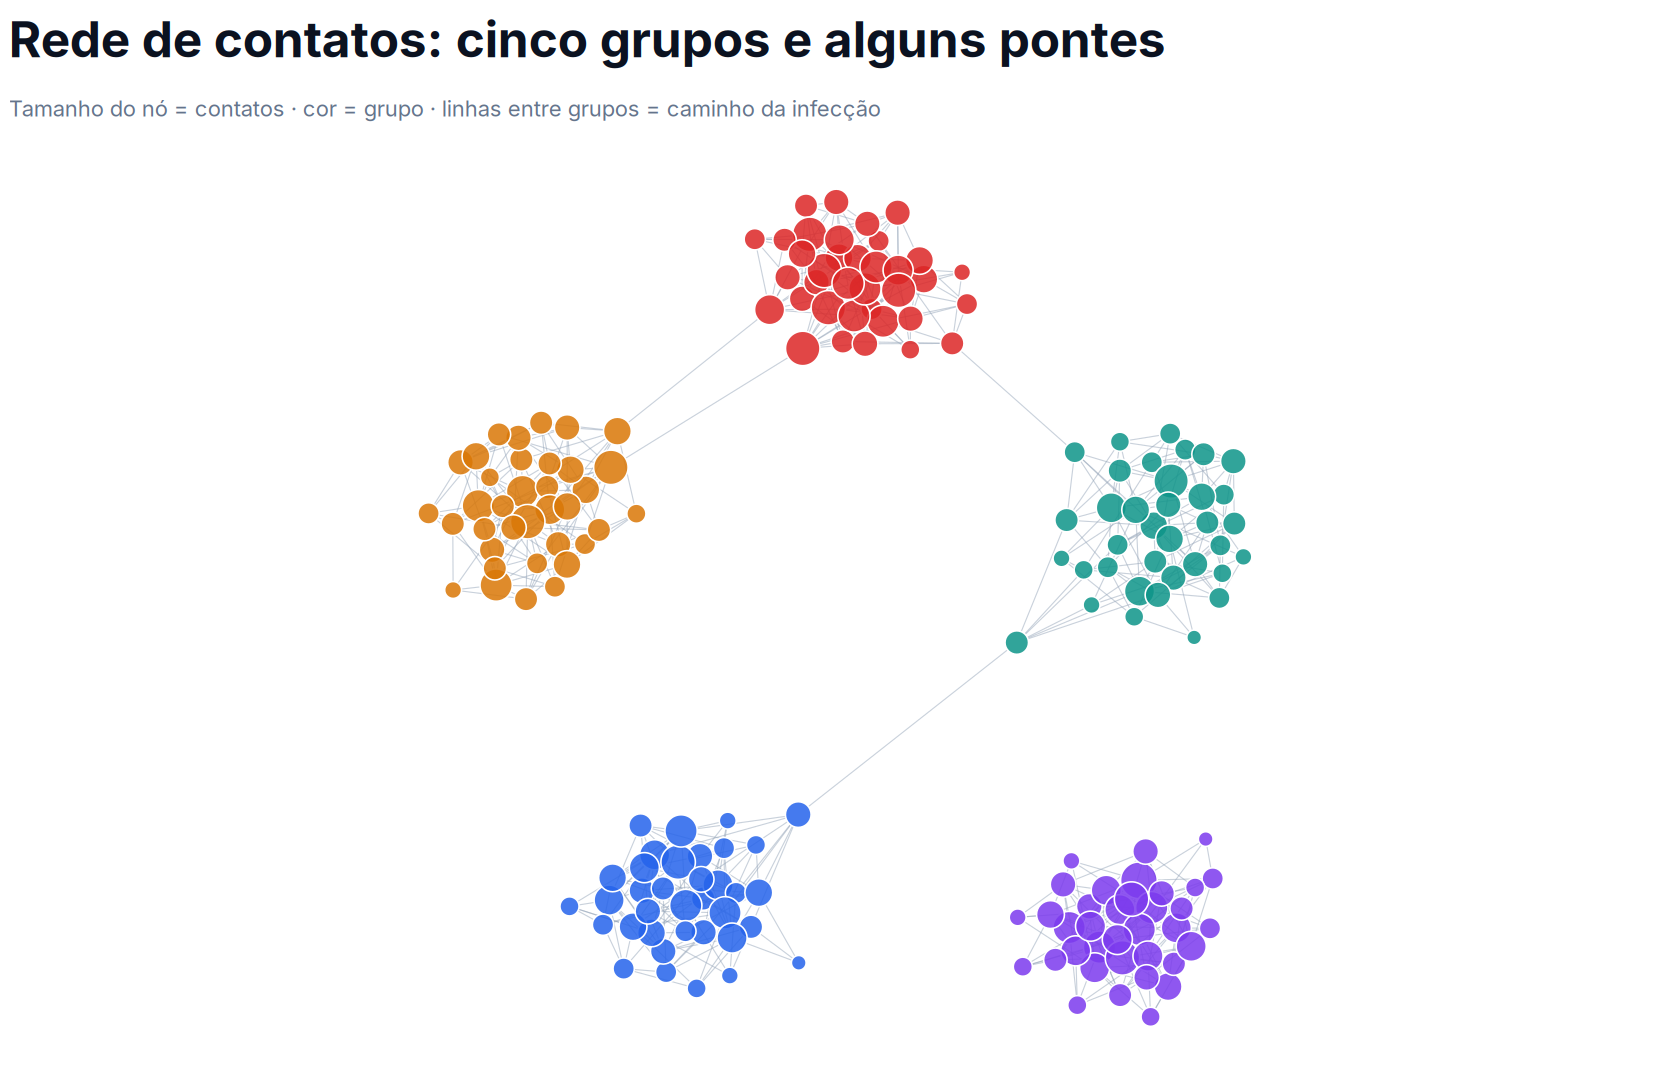 Rede de contatos: cinco grupos e alguns pontes
Tamanho do nó = contatos · cor = grupo · linhas entre grupos = caminho da infecção